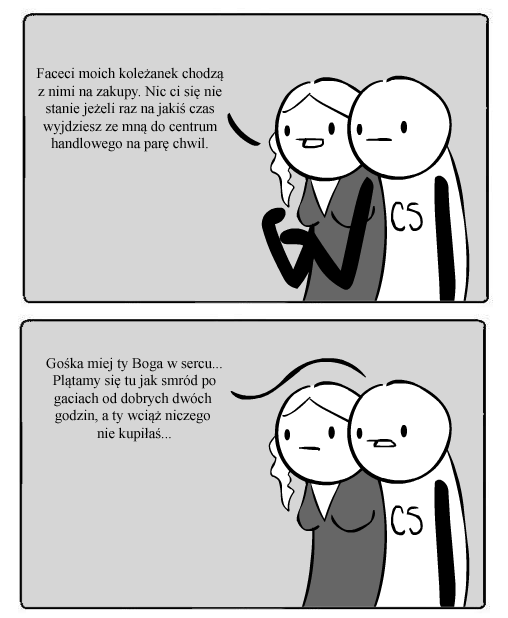 Faceci moich koleżanek chodzą
z nimi na zakupy. Nic ci się nie
stanie jeżeli raz na jakiś czas
wyjdziesz ze mną do centrum
handlowego na parę chwil.
CS
Gośka miej ty Boga w sercu...
Plątamy się tu jak smród po
gaciach od dobrych dwóch
godzin, a ty wciąż niczego
nie kupiłaś...
CS